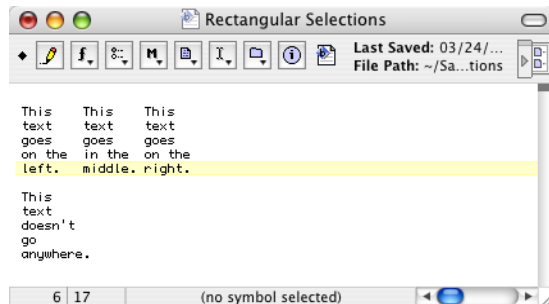 Rectangular Selections
Last Saved: 03/24/...
File Path: ~/Sa...tions
This    This    This
text    text    text
goes    goes    goes
on the  in the  on the
left.   middle. right.
This
text
doesn't
go
anywhere.
6 17 (no symbol selected)